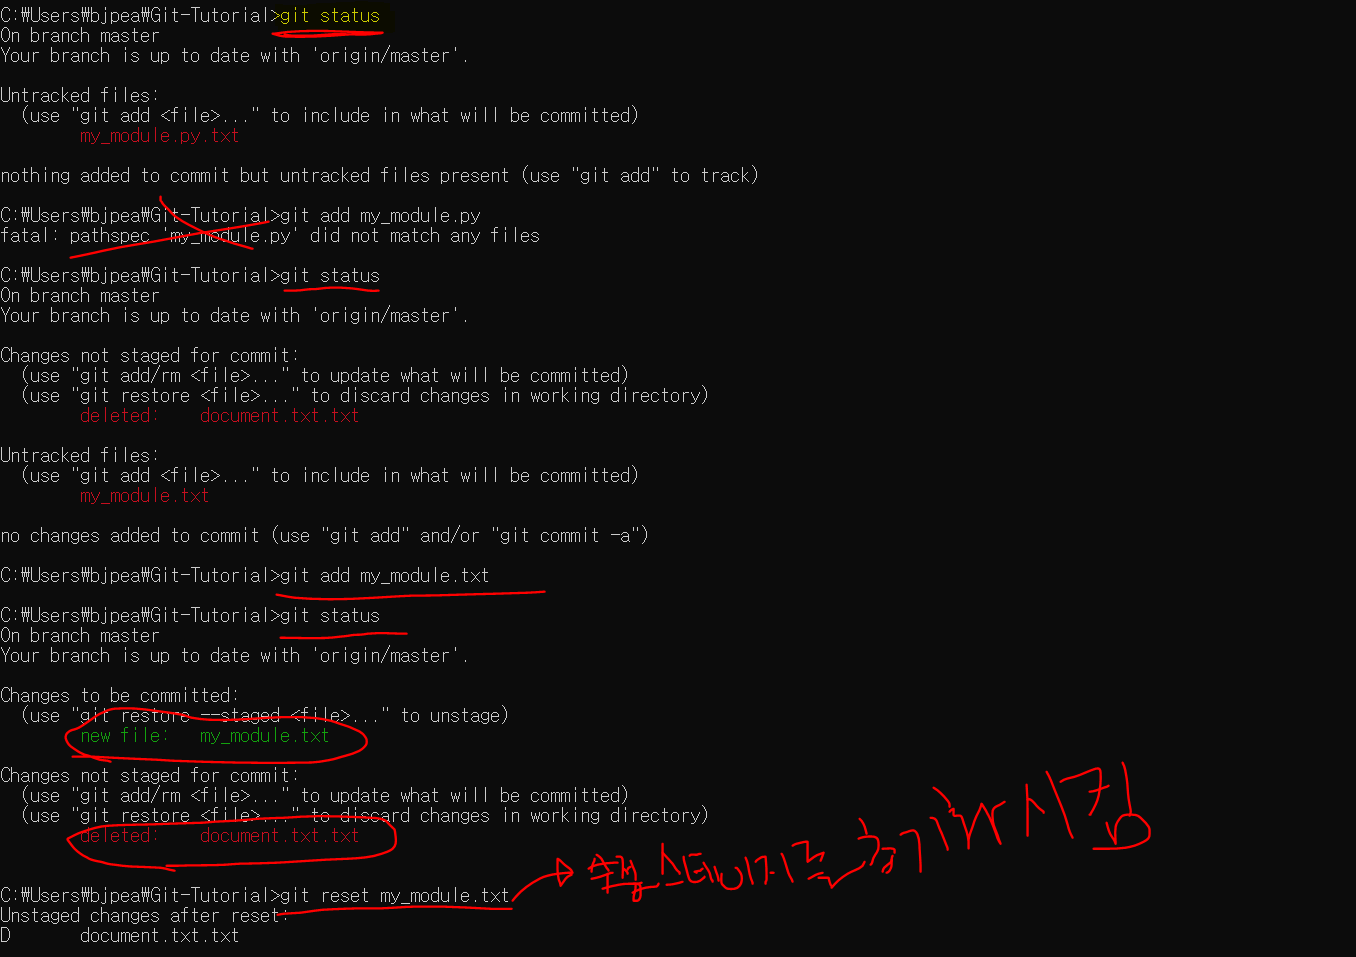 C:₩Users₩bjpea₩Git-Tutorial>git status
On branch master
Your branch is up to date with 'origin/master'.
Untracked files:
(use "git add <file>..." to include in what will be committed)
my_module.py.txt
nothing added to commit but untracked files present (use "git add" to track)
C:₩Users₩bjpea₩Git-Tutorial>git add my_module.py
fatal: pathspec 'my_module.py' did not match any files
C:₩Users₩bjpea₩Git-Tutorial>git status
On branch master
Your branch is up to date with 'origin/master'.
Changes not staged for commit:
(use "git add/rm <file>..." to update what will be committed)
(use "git restore <file>..." to discard changes in working directory)
deleted: document.txt.txt
Untracked files:
(use "git add <file>..." to include in what will be committed)
my_module.txt
no changes added to commit (use "git add" and/or "git commit -a")
C:₩Users₩bjpea₩Git-Tutorial>git add my_module.txt
C:₩Users₩bjpea₩Git-Tutorial>git status
On branch master
Your branch is up to date with 'origin/master'.
Changes to be committed:
(use "git restore --staged <file>..." to unstage)
new file: my_module.txt
Changes not staged for commit:
(use "git add/rm <file>..." to update what will be committed)
(use "git restore <file>..." to discard changes in working directory)
deleted: document.txt.txt
스테이지를 초기화 시킴
C:₩Users₩bjpea₩Git-Tutorial>git reset my_module.txt
Unstaged changes after reset:
D document.txt.txt